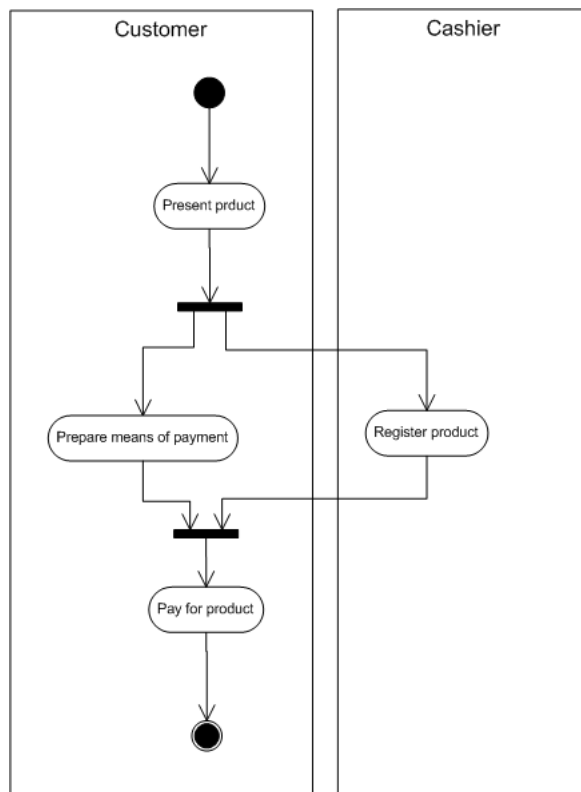 Customer
Cashier
Present prduct
Prepare means of payment
Register product
Pay for product